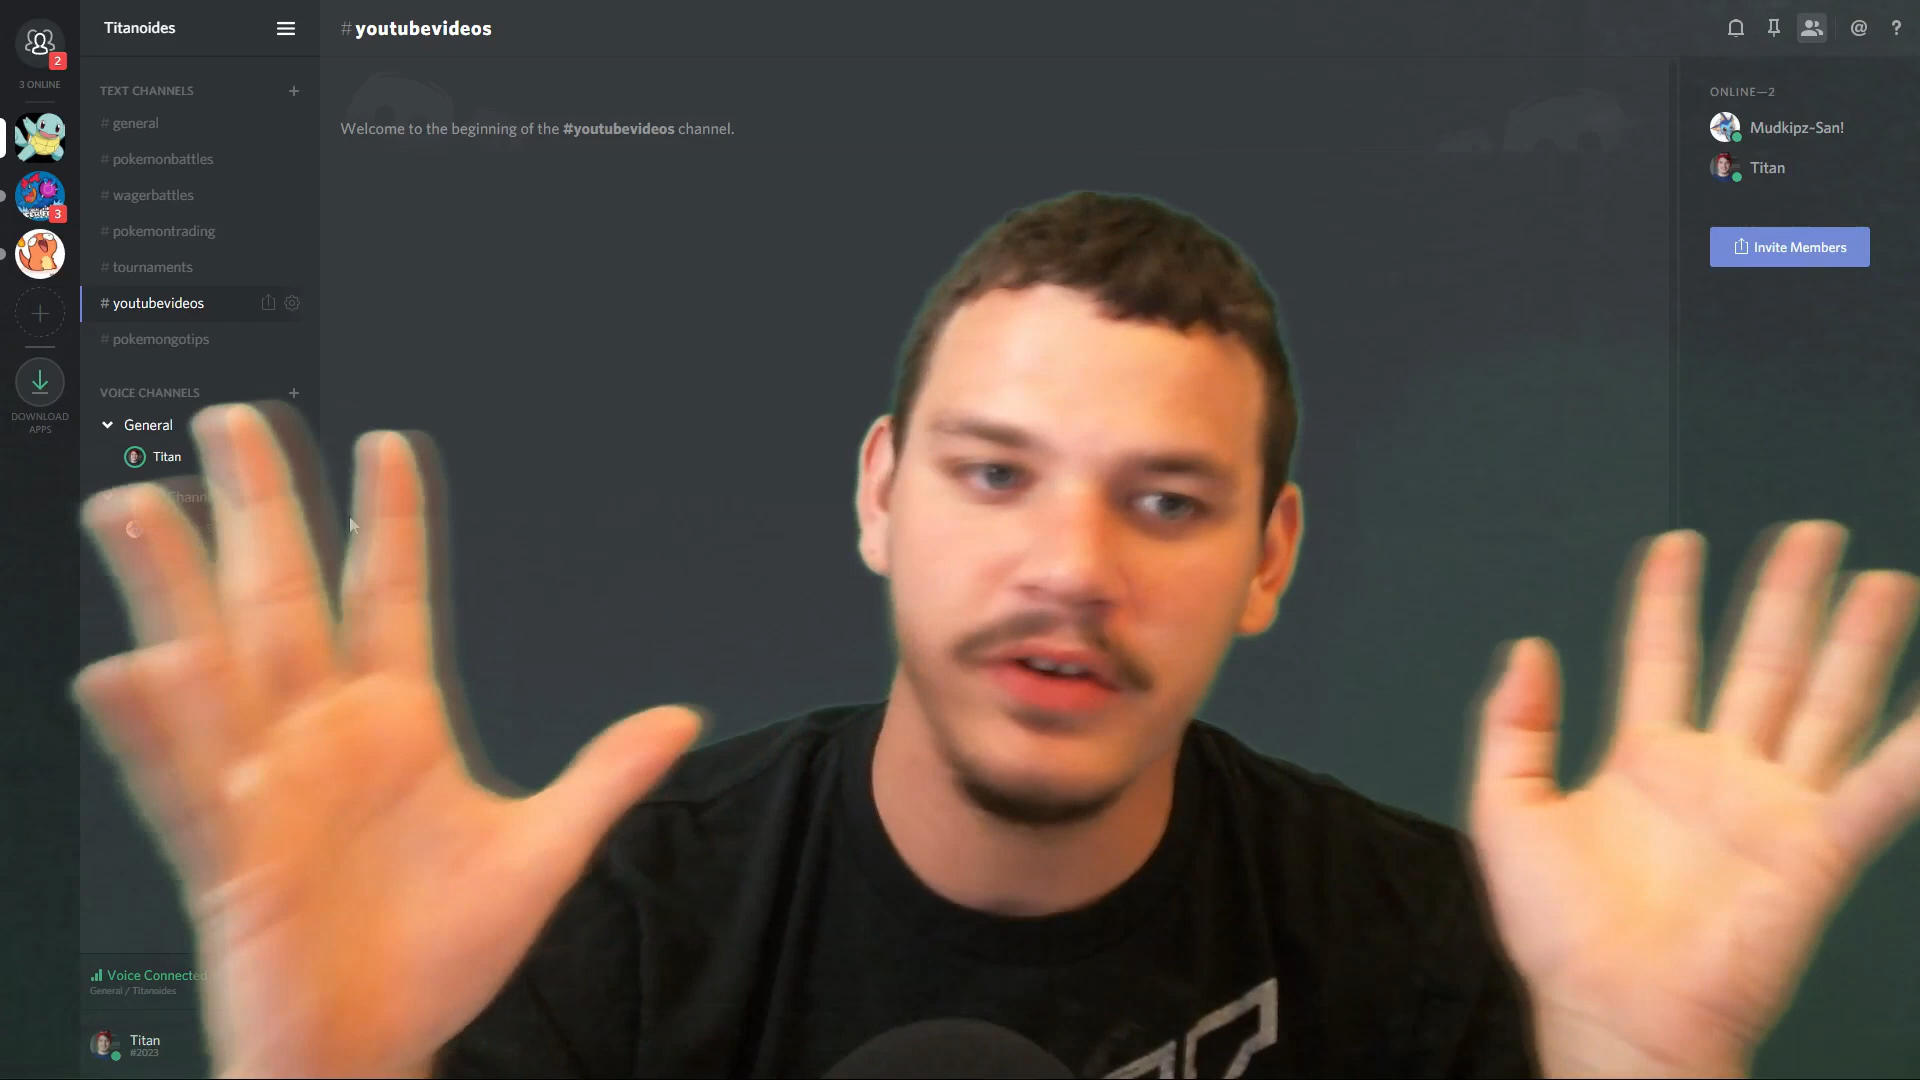 2
3 ONLINE
3
DOWNLOAD
APPS
Titanoides
TEXT CHANNELS
# general
# pokemonbattles
# wagerbattles
# pokemontrading
# tournaments
# youtubevideos
# pokemongotips
VOICE CHANNELS
General
Titan
Voice Connected
General / Titanoides
Titan
#2023
#youtubevideos
Welcome to the beginning of the #youtubevideos channel.
@ ?
ONLINE—2
Mudkipz-San!
Titan
Invite Members